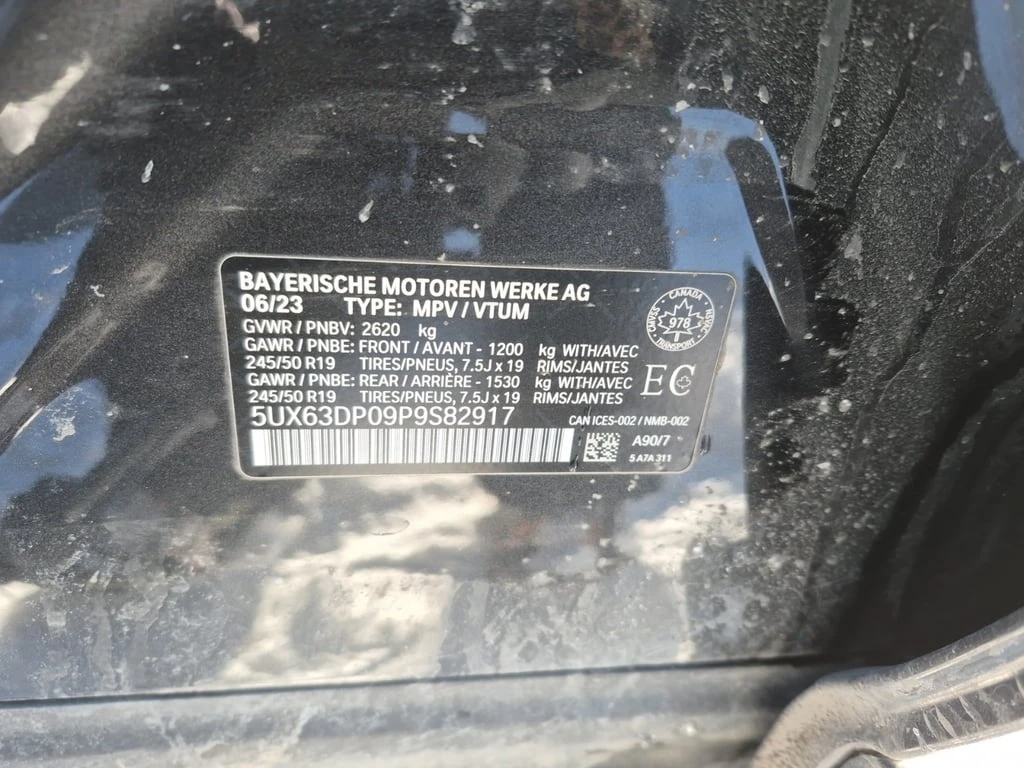 BAYERISCHE MOTOREN WERKE AG
06/23 TYPE: MPV / VTUM
GVWR / PNBV: 2620 kg
GAWR / PNBE: FRONT / AVANT - 1200 kg WITH/AVEC
245/50 R19 TIRES/PNEUS, 7.5J x 19 RIMS/JANTES
GAWR / PNBE: REAR / ARRIÈRE - 1530 kg WITH/AVEC
245/50 R19 TIRES/PNEUS, 7.5J x 19 RIMS/JANTES
5UX63DP09P9S82917
CAN ICES-002 / NMB-002
A90/7
5 A7A 311
CANADA
978
TRANSPORT
EC